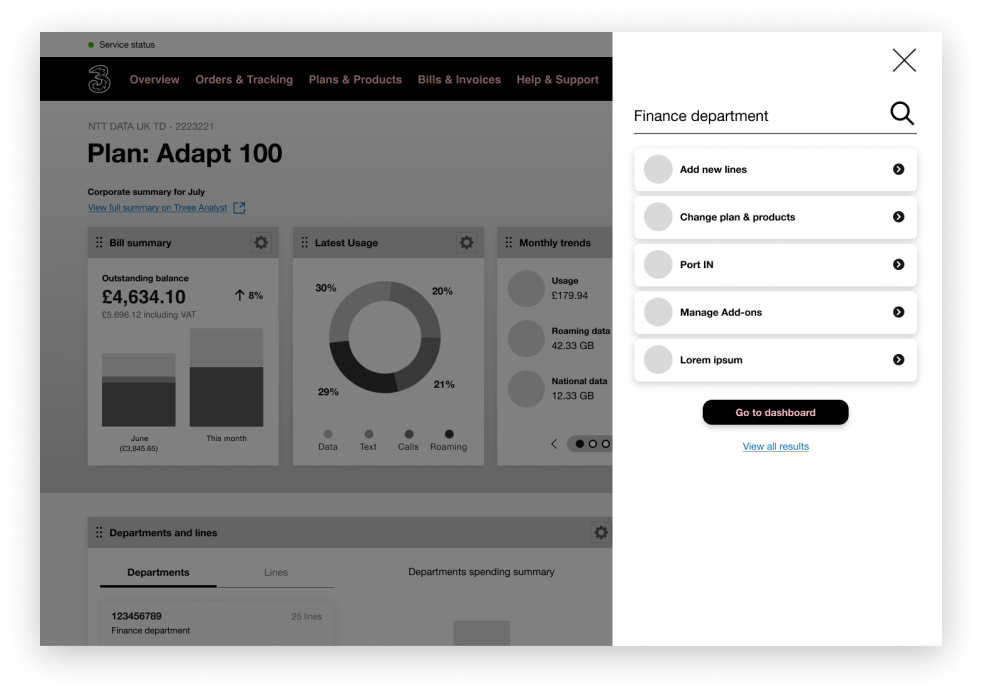 Service status
3
Overview Orders & Tracking Plans & Products Bills & Invoices Help & Support
NTT DATA UK TD - 2223221
Plan: Adapt 100
Corporate summary for July
View full summary on Three Analyst
Bill summary
Outstanding balance
£4,634.10
8%
£5.696.12 including VAT
June
(£3,845.65)
This month
Latest Usage
30%
20%
29%
21%
Data Text Calls Roaming
Monthly trends
Usage
£179.94
Roaming data
42.33 GB
National data
12.33 GB
Departments and lines
Departments Lines
123456789 25 lines
Finance department
Departments spending summary
Finance department
Add new lines
Change plan & products
Port IN
Manage Add-ons
Lorem ipsum
Go to dashboard
View all results